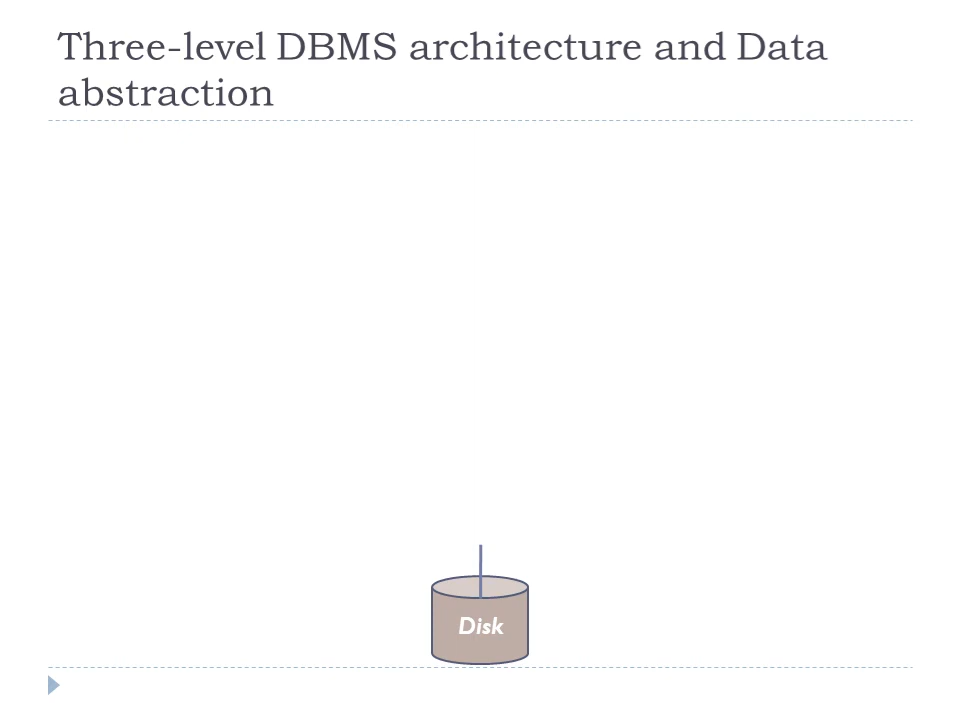 Three-level DBMS architecture and Data
abstraction
Disk